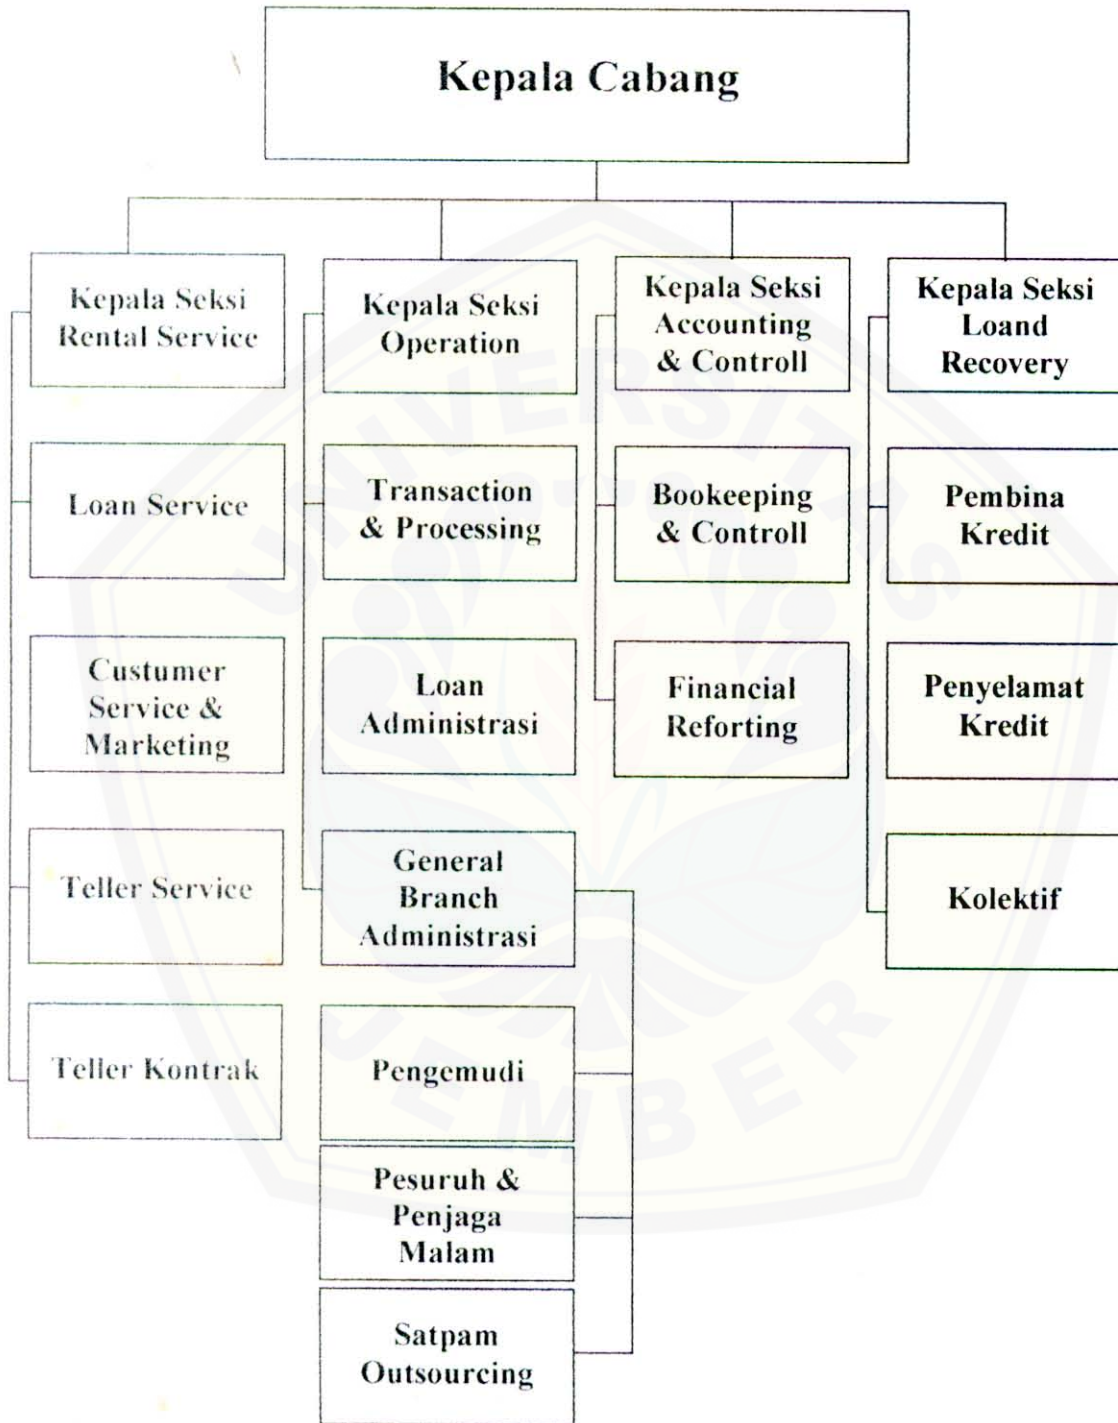 Kepala Cabang
Kepala Seksi
Rental Service
Kepala Seksi
Operation
Kepala Seksi
Accounting
& Controll
Kepala Seksi
Loand
Recovery
Loan Service
Transaction
& Processing
Bookeeping
& Controll
Pembina
Kredit
Custumer
Service &
Marketing
Loan
Administrasi
Financial
Reforting
Penyelamat
Kredit
Teller Service
General
Branch
Administrasi
Kolektif
Teller Kontrak
Pengemudi
Pesuruh &
Penjaga
Malam
Satpam
Outsourcing
UNIVERSITAS
JEMBER